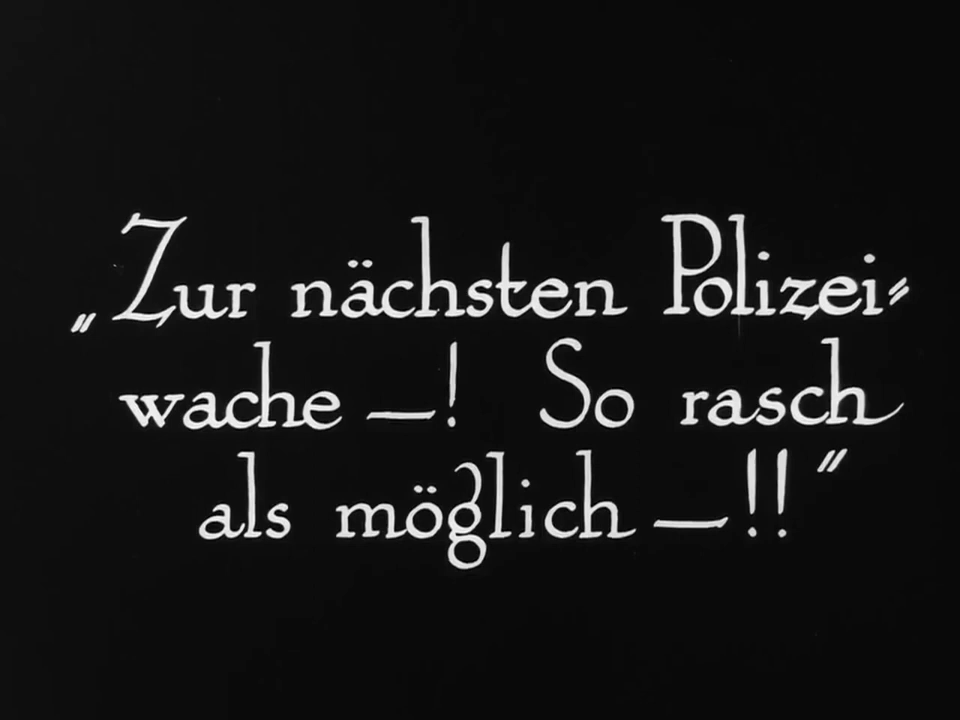 „Zur nächsten Polizei⸗
wache —! So rasch
als möglich —!!"